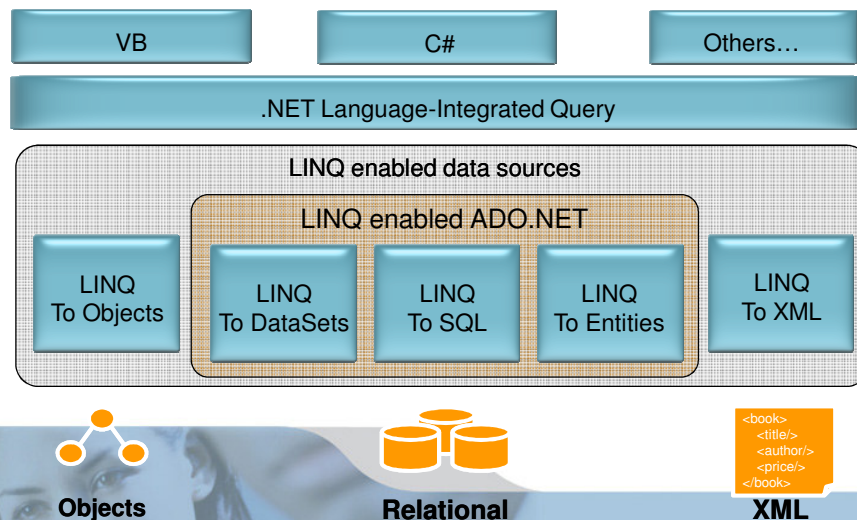 VB
C#
Others…
.NET Language-Integrated Query
LINQ enabled data sources
LINQ enabled ADO.NET
LINQ
To Objects
LINQ
To DataSets
LINQ
To SQL
LINQ
To Entities
LINQ
To XML
<book>
<title/>
<author/>
<price/>
</book>
Objects
Relational
XML